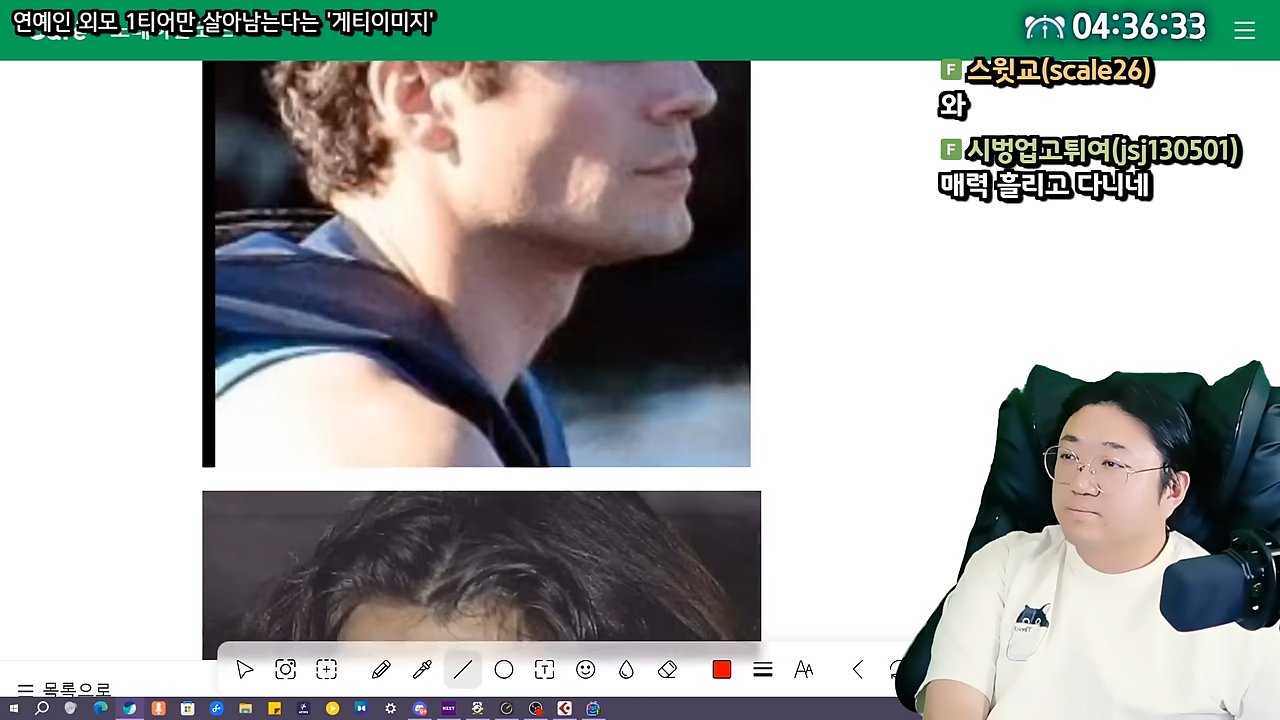 연예인 외모 1티어만 살아남는다는 '게티이미지'
04:36:33
F 스윗교(scale26)
와
F 시벙업고튀여(jsj130501)
매력 흘리고 다니네
목록으로